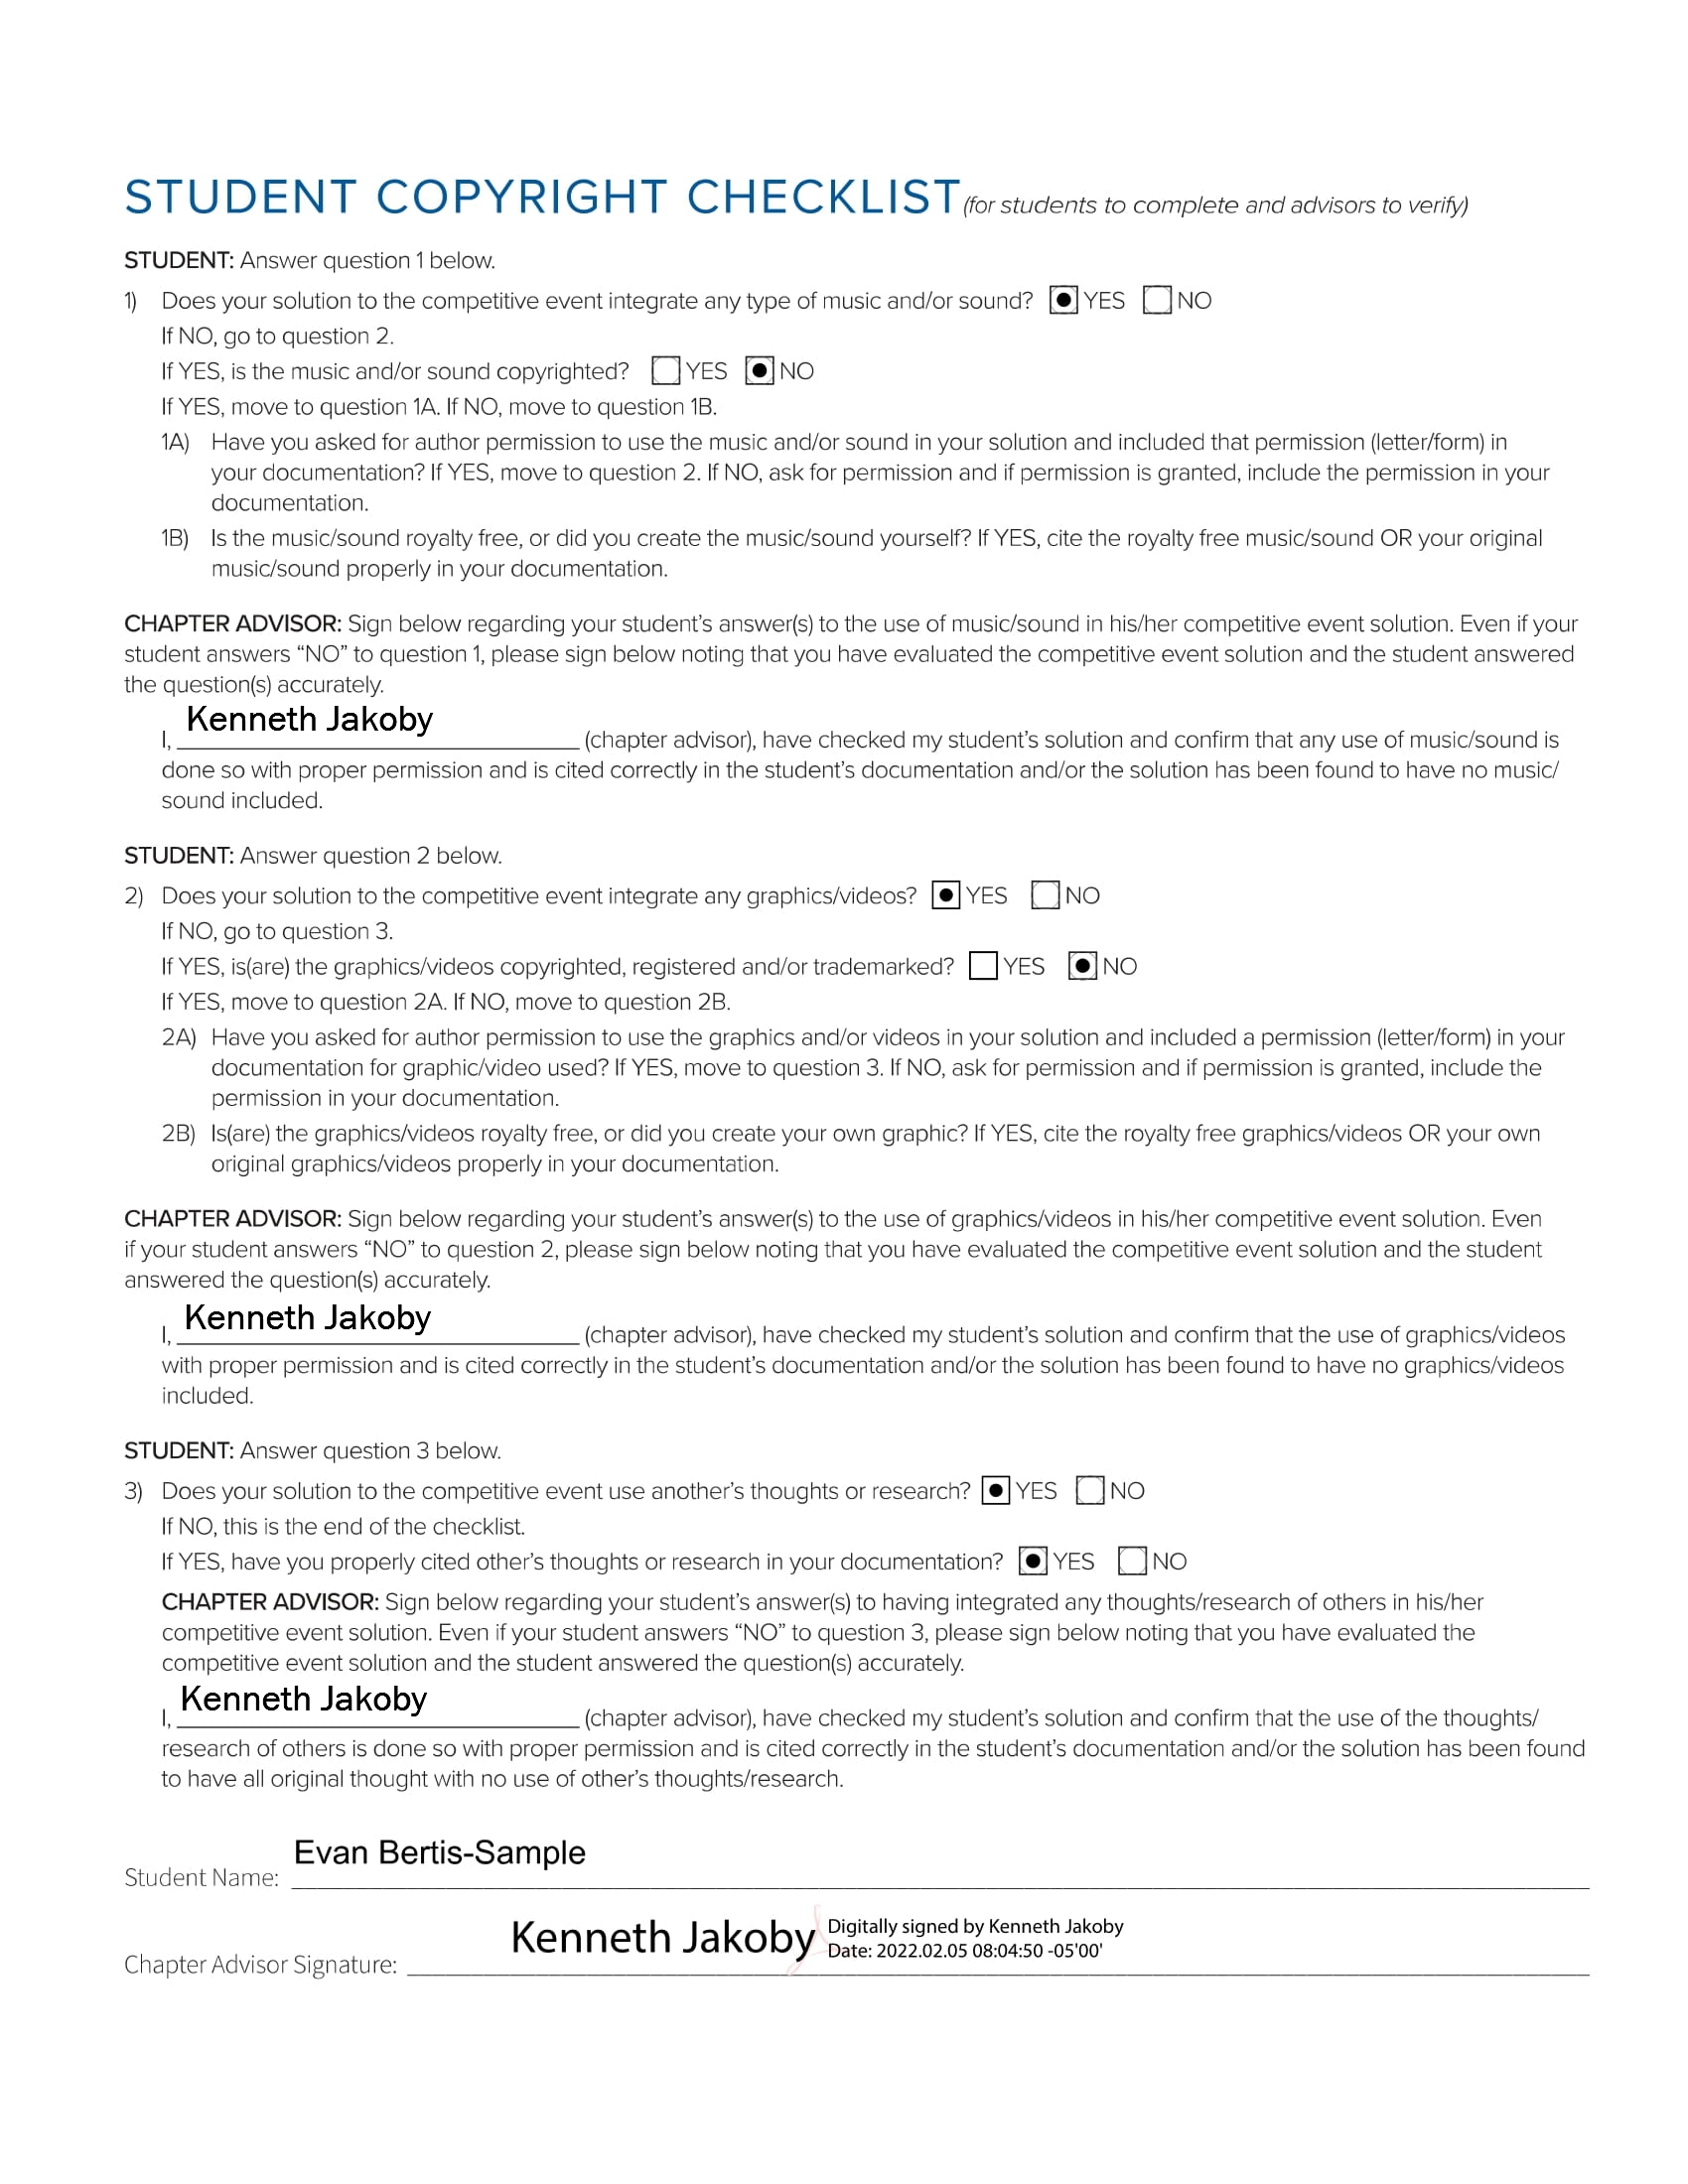 STUDENT COPYRIGHT CHECKLIST (for students to complete and advisors to verify)
STUDENT: Answer question 1 below.
1) Does your solution to the competitive event integrate any type of music and/or sound? YES NO
If NO, go to question 2.
If YES, is the music and/or sound copyrighted? YES NO
If YES, move to question 1A. If NO, move to question 1B.
1A) Have you asked for author permission to use the music and/or sound in your solution and included that permission (letter/form) in
your documentation? If YES, move to question 2. If NO, ask for permission and if permission is granted, include the permission in your
documentation.
1B) Is the music/sound royalty free, or did you create the music/sound yourself? If YES, cite the royalty free music/sound OR your original
music/sound properly in your documentation.
CHAPTER ADVISOR: Sign below regarding your student’s answer(s) to the use of music/sound in his/her competitive event solution. Even if your
student answers “NO” to question 1, please sign below noting that you have evaluated the competitive event solution and the student answered
the question(s) accurately.
I, Kenneth Jakoby (chapter advisor), have checked my student’s solution and confirm that any use of music/sound is
done so with proper permission and is cited correctly in the student’s documentation and/or the solution has been found to have no music/
sound included.
STUDENT: Answer question 2 below.
2) Does your solution to the competitive event integrate any graphics/videos? YES NO
If NO, go to question 3.
If YES, is(are) the graphics/videos copyrighted, registered and/or trademarked? YES NO
If YES, move to question 2A. If NO, move to question 2B.
2A) Have you asked for author permission to use the graphics and/or videos in your solution and included a permission (letter/form) in your
documentation for graphic/video used? If YES, move to question 3. If NO, ask for permission and if permission is granted, include the
permission in your documentation.
2B) Is(are) the graphics/videos royalty free, or did you create your own graphic? If YES, cite the royalty free graphics/videos OR your own
original graphics/videos properly in your documentation.
CHAPTER ADVISOR: Sign below regarding your student’s answer(s) to the use of graphics/videos in his/her competitive event solution. Even
if your student answers “NO” to question 2, please sign below noting that you have evaluated the competitive event solution and the student
answered the question(s) accurately.
I, Kenneth Jakoby (chapter advisor), have checked my student’s solution and confirm that the use of graphics/videos
with proper permission and is cited correctly in the student’s documentation and/or the solution has been found to have no graphics/videos
included.
STUDENT: Answer question 3 below.
3) Does your solution to the competitive event use another’s thoughts or research? YES NO
If NO, this is the end of the checklist.
If YES, have you properly cited other’s thoughts or research in your documentation? YES NO
CHAPTER ADVISOR: Sign below regarding your student’s answer(s) to having integrated any thoughts/research of others in his/her
competitive event solution. Even if your student answers “NO” to question 3, please sign below noting that you have evaluated the
competitive event solution and the student answered the question(s) accurately.
I, Kenneth Jakoby (chapter advisor), have checked my student’s solution and confirm that the use of the thoughts/
research of others is done so with proper permission and is cited correctly in the student’s documentation and/or the solution has been found
to have all original thought with no use of other’s thoughts/research.
Student Name: Evan Bertis-Sample
Chapter Advisor Signature: Kenneth Jakoby Digitally signed by Kenneth Jakoby
Date: 2022.02.05 08:04:50 -05'00'